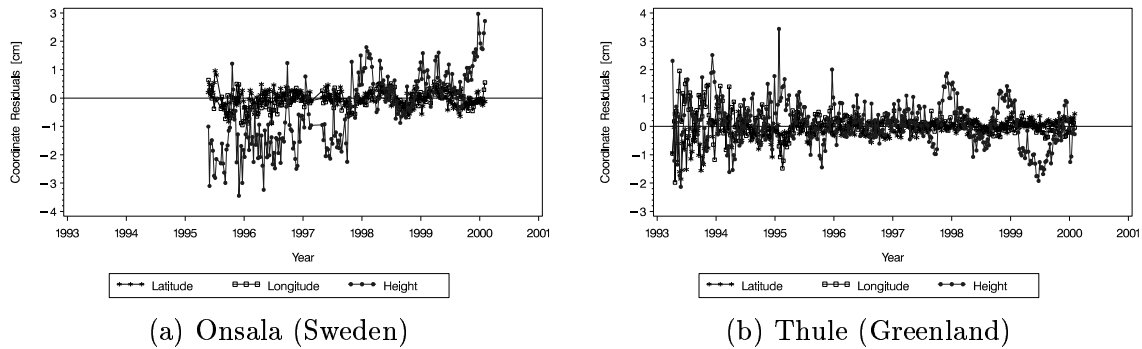 Coordinate Residuals [cm]
3
2
1
0
−1
−2
−3
−4
1993 1994 1995 1996 1997 1998 1999 2000 2001
Year
Latitude Longitude Height
(a) Onsala (Sweden)
Coordinate Residuals [cm]
4
3
2
1
0
−1
−2
−3
1993 1994 1995 1996 1997 1998 1999 2000 2001
Year
Latitude Longitude Height
(b) Thule (Greenland)